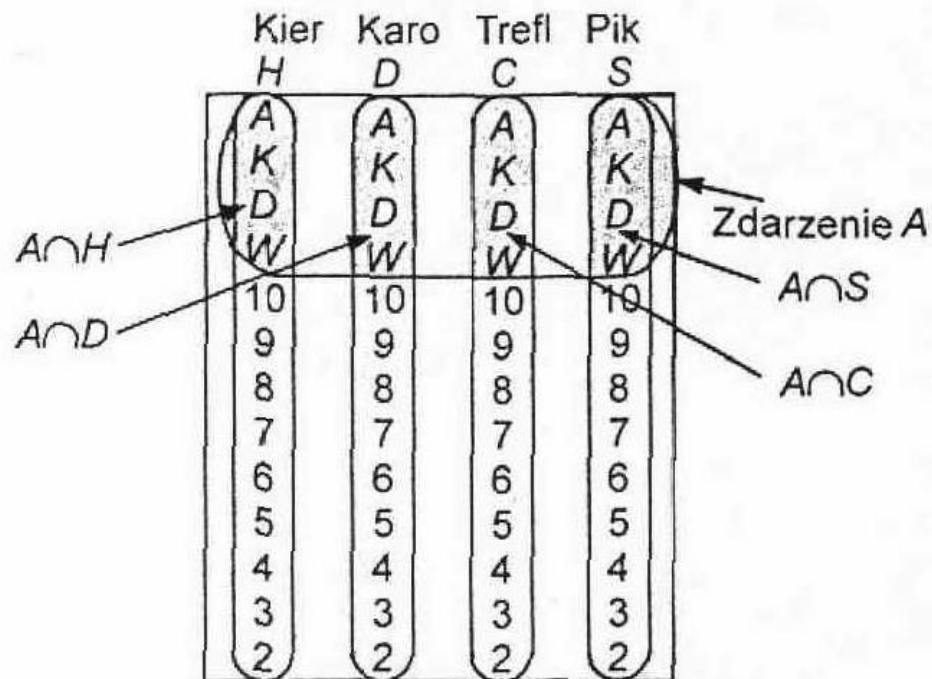 Kier Karo Trefl Pik
H D C S
A A A A
K K K K
D D D D
Zdarzenie A
A∩H
W W W W
A∩S
10 10 10 10
A∩D
9 9 9 9
A∩C
8 8 8 8
7 7 7 7
6 6 6 6
5 5 5 5
4 4 4 4
3 3 3 3
2 2 2 2